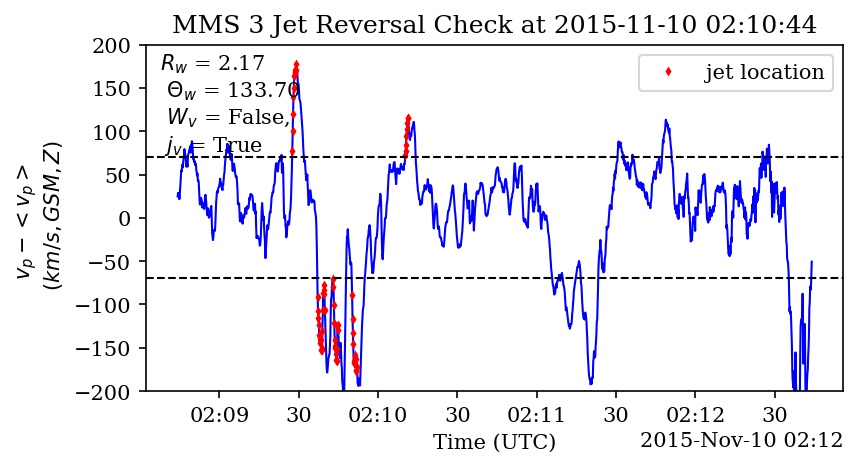 MMS 3 Jet Reversal Check at 2015-11-10 02:10:44
R_w = 2.17
Θ_w = 133.70
W_v = False,
j_v = True
jet location
200
150
100
50
0
−50
−100
−150
−200
v_p − <v_p>
(km/s, GSM, Z)
02:09 30 02:10 30 02:11 30 02:12 30
Time (UTC)
2015-Nov-10 02:12